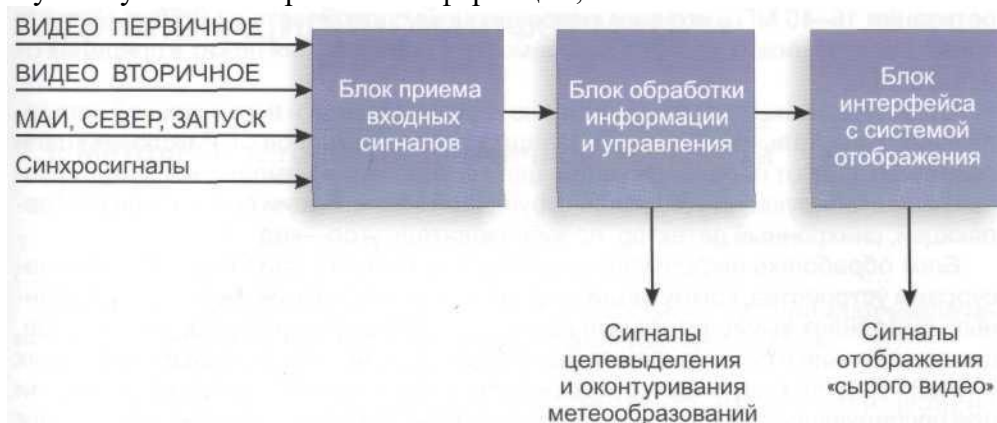 ВИДЕО ПЕРВИЧНОЕ
ВИДЕО ВТОРИЧНОЕ
МАИ, СЕВЕР, ЗАПУСК
Синхросигналы
Блок приема
входных
сигналов
Блок обработки
информации
и управления
Блок
интерфейса
с системой
отображения
Сигналы
целевыделения
и оконтуривания
метеообразований
Сигналы
отображения
«сырого видео»